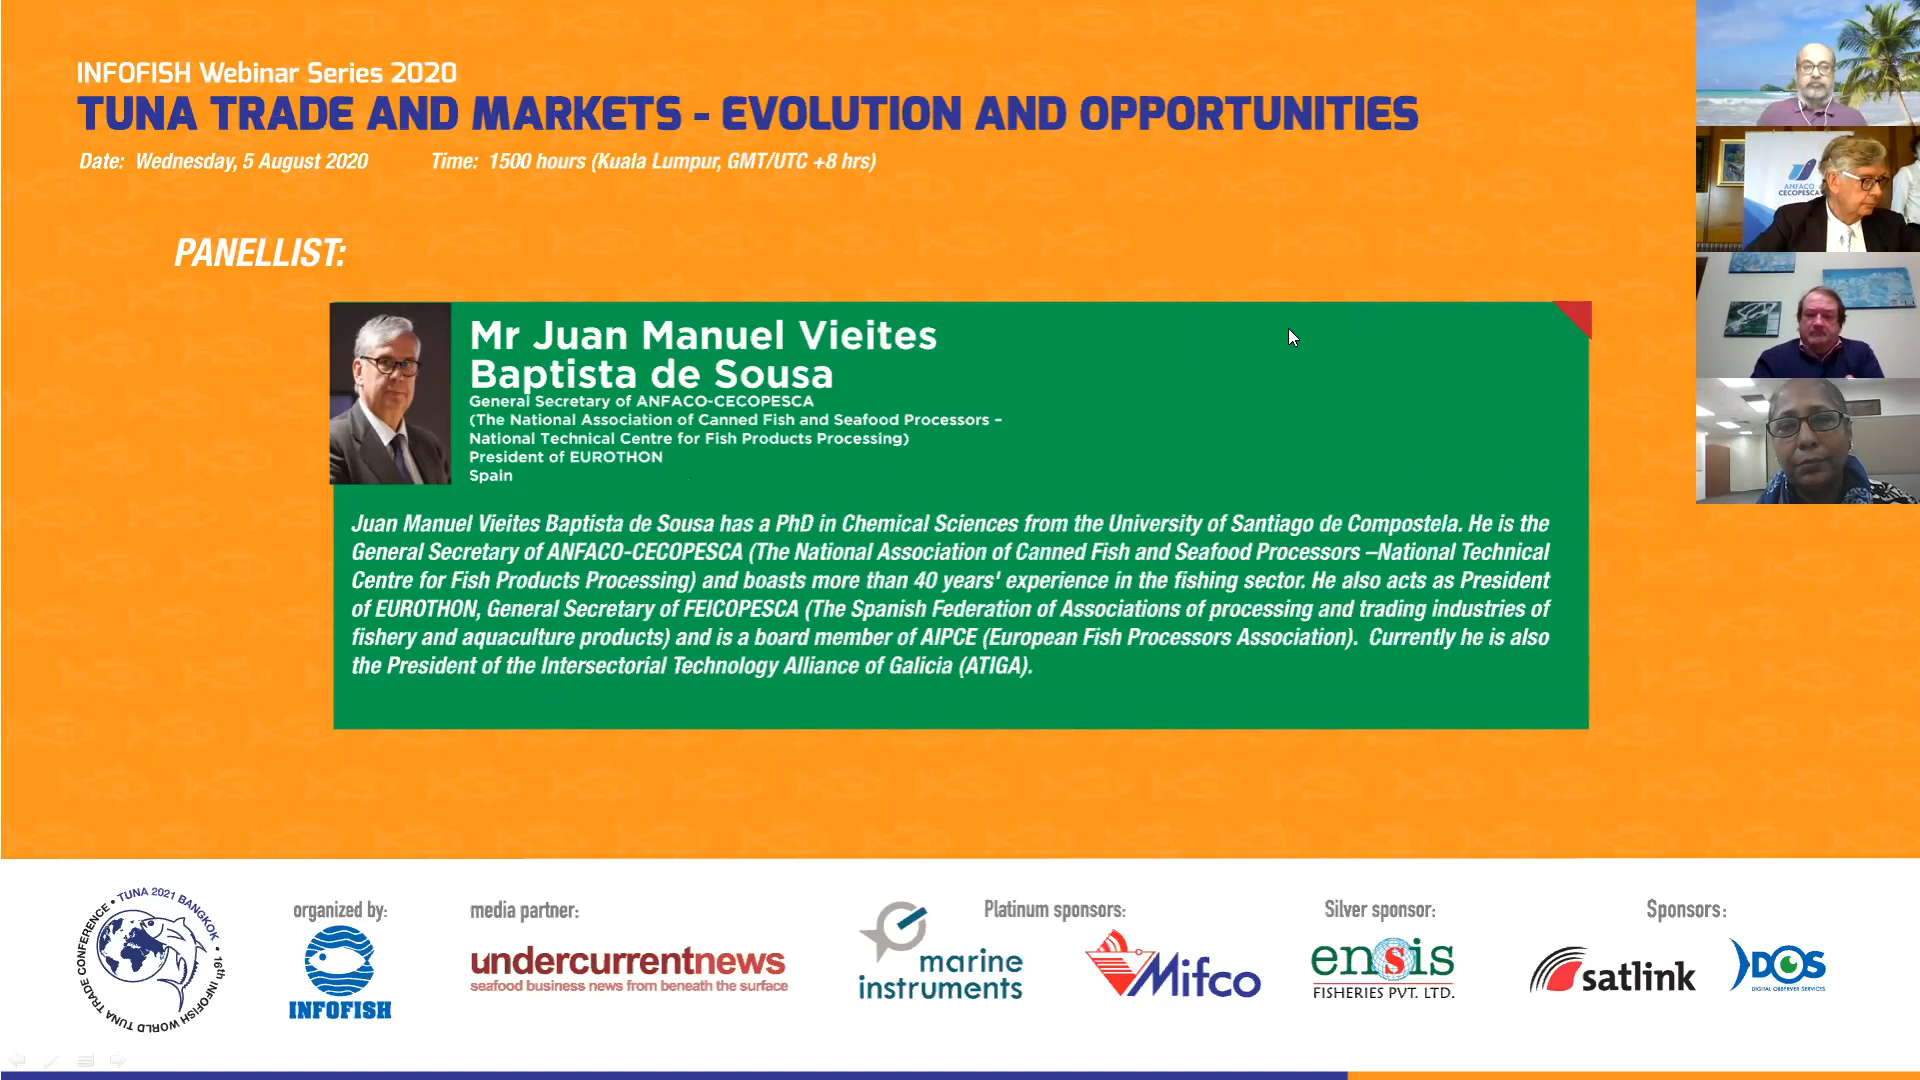 INFOFISH Webinar Series 2020
TUNA TRADE AND MARKETS - EVOLUTION AND OPPORTUNITIES
Date: Wednesday, 5 August 2020 Time: 1500 hours (Kuala Lumpur, GMT/UTC +8 hrs)
PANELLIST:
Mr Juan Manuel Vieites
Baptista de Sousa
General Secretary of ANFACO-CECOPESCA
(The National Association of Canned Fish and Seafood Processors –
National Technical Centre for Fish Products Processing)
President of EUROTHON
Spain
Juan Manuel Vieites Baptista de Sousa has a PhD in Chemical Sciences from the University of Santiago de Compostela. He is the
General Secretary of ANFACO-CECOPESCA (The National Association of Canned Fish and Seafood Processors –National Technical
Centre for Fish Products Processing) and boasts more than 40 years' experience in the fishing sector. He also acts as President
of EUROTHON, General Secretary of FEICOPESCA (The Spanish Federation of Associations of processing and trading industries of
fishery and aquaculture products) and is a board member of AIPCE (European Fish Processors Association). Currently he is also
the President of the Intersectorial Technology Alliance of Galicia (ATIGA).
ANFACO
CECOPESCA
• TUNA 2021 BANGKOK • 16th INFOFISH WORLD TUNA TRADE CONFERENCE
organized by:
INFOFISH
media partner:
undercurrentnews
seafood business news from beneath the surface
Platinum sponsors:
marine
instruments
Mifco
Silver sponsor:
ensis
FISHERIES PVT. LTD.
Sponsors:
satlink
DOS
DIGITAL OBSERVER SERVICES